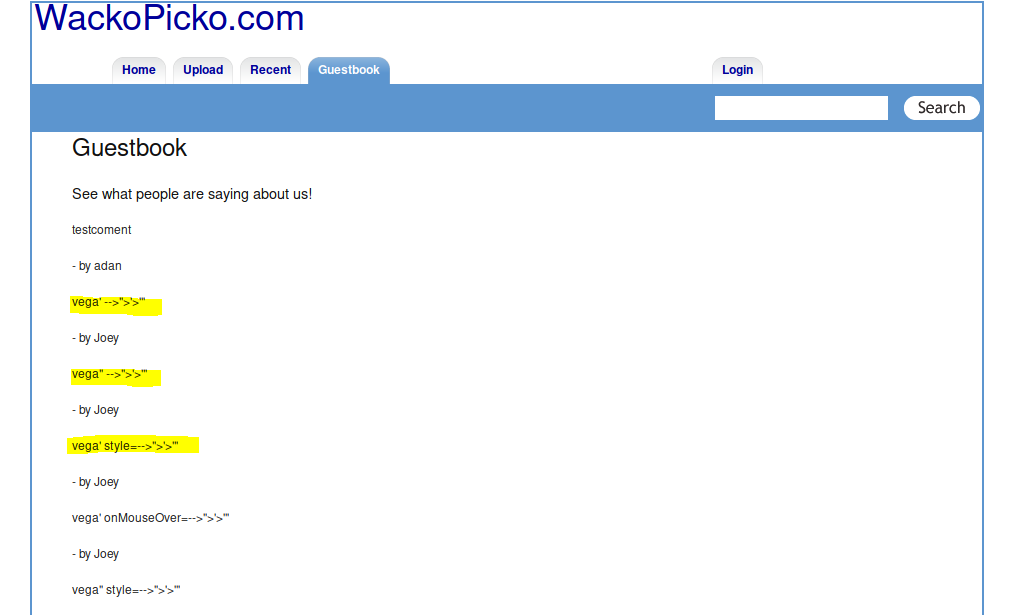 WackoPicko.com
Home Upload Recent Guestbook Login
Search
Guestbook
See what people are saying about us!
testcoment
- by adan
vega' -->">'>'"
- by Joey
vega" -->">'>'"
- by Joey
vega' style=-->">'>'"
- by Joey
vega' onMouseOver=-->">'>'"
- by Joey
vega" style=-->">'>'"